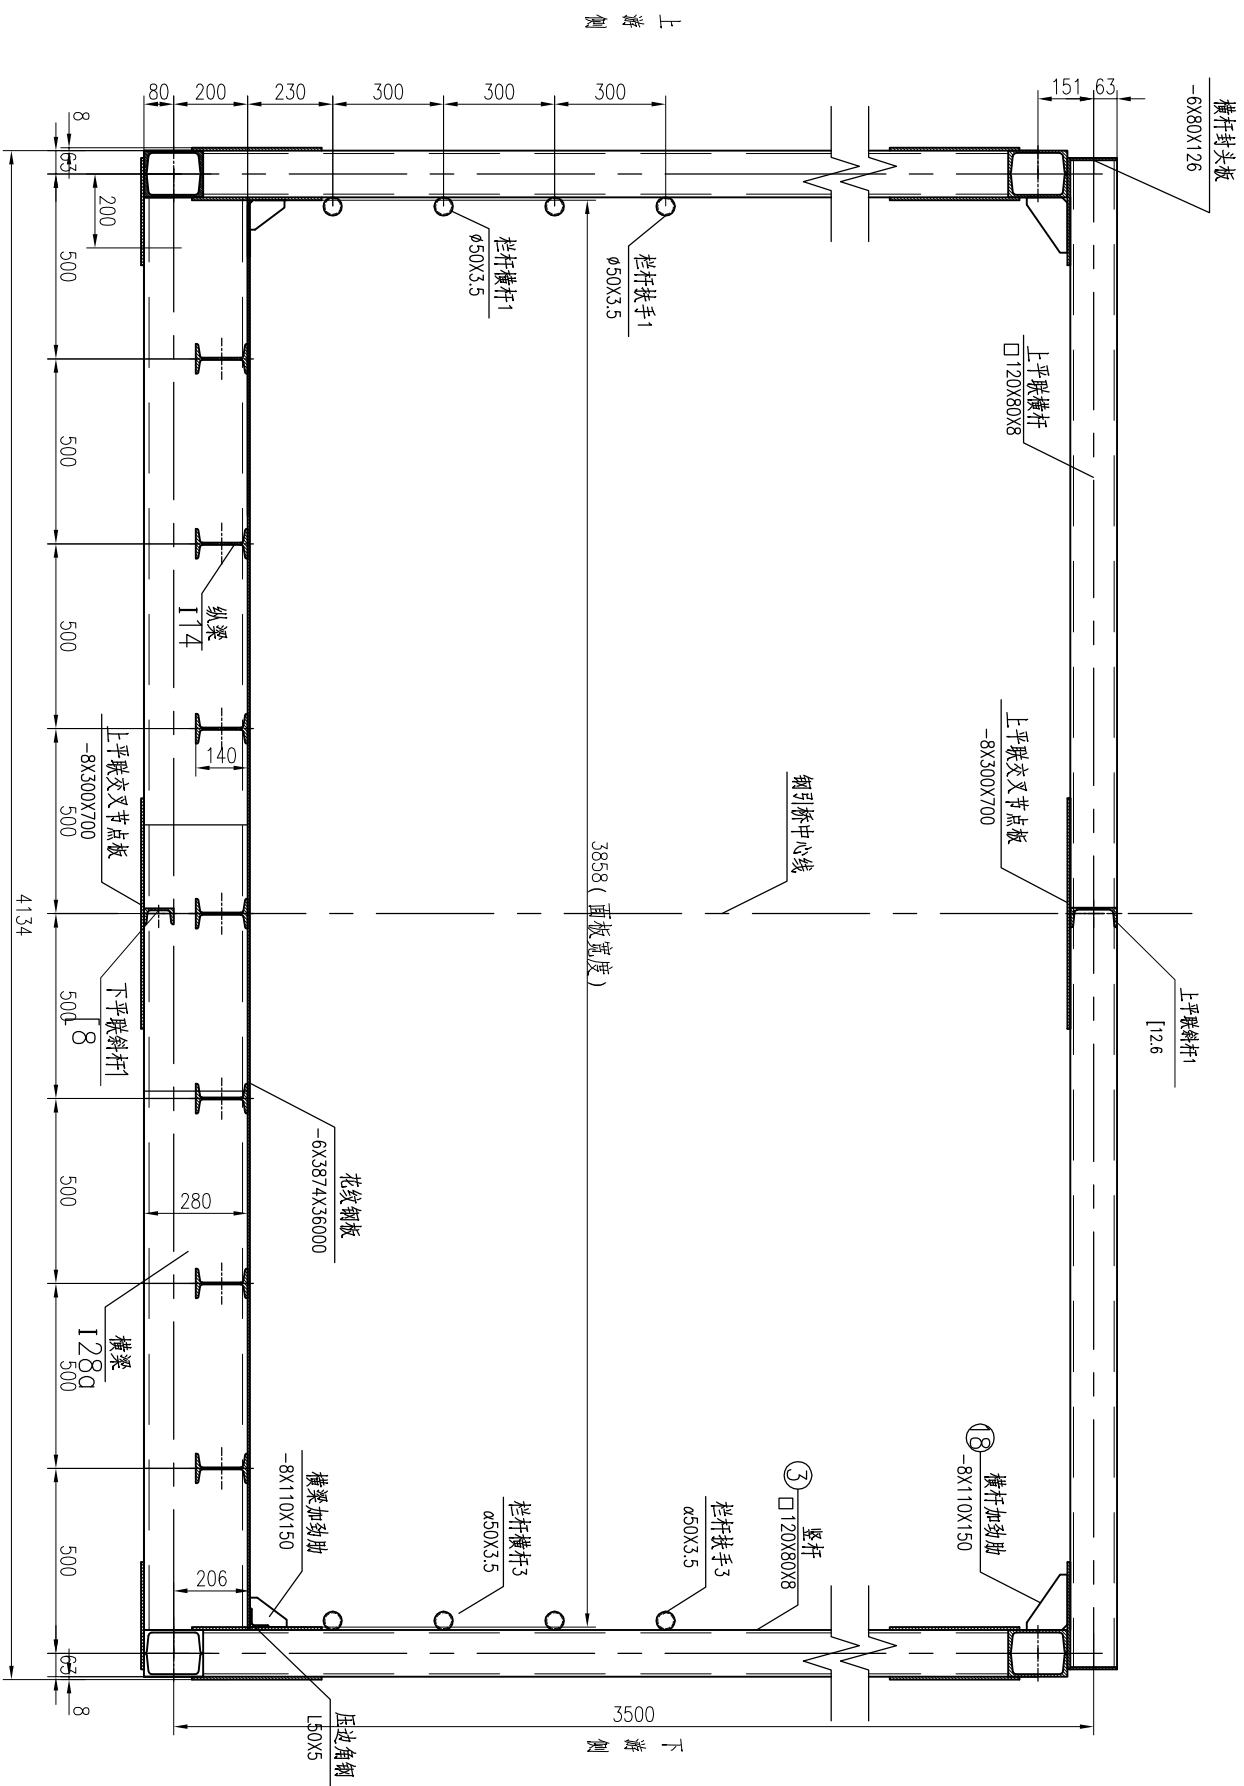 上游侧
横杆封头板
-6X80X126
151
63
80
200
230
300
300
300
8
63
200
栏杆横杆1
ø50X3.5
栏杆扶手1
ø50X3.5
上平联横杆
□120X80X8
500
500
500
500
500
500
500
500
纵梁
I14
140
上平联交叉节点板
-8X300X700
上平联交叉节点板
-8X300X700
钢引桥中心线
3858(面板宽度)
4134
下平联斜杆1
[8
上平联斜杆1
[12.6
花纹钢板
-6X3874X36000
280
横梁
I28a
横梁加劲肋
-8X110X150
栏杆横杆3
α50X3.5
栏杆扶手3
α50X3.5
3
竖杆
□120X80X8
18
横杆加劲肋
-8X110X150
206
63
8
压边角钢
L50X5
3500
下游侧